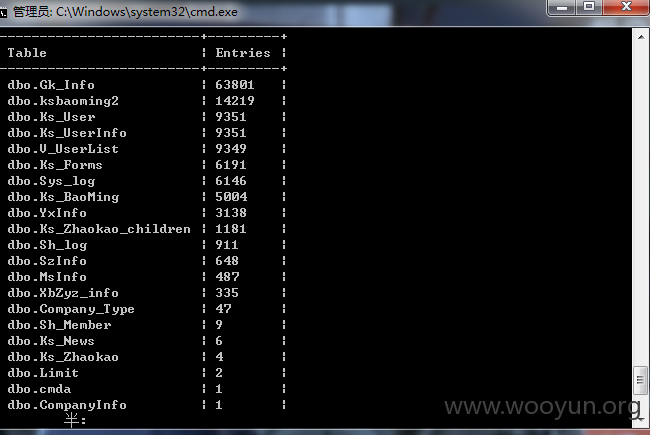 管理员: C:\Windows\system32\cmd.exe
Table | Entries |
dbo.Gk_Info | 63801 |
dbo.ksbaoming2 | 14219 |
dbo.Ks_User | 9351 |
dbo.Ks_UserInfo | 9351 |
dbo.V_UserList | 9349 |
dbo.Ks_Forms | 6191 |
dbo.Sys_log | 6146 |
dbo.Ks_BaoMing | 5004 |
dbo.YxInfo | 3138 |
dbo.Ks_Zhaokao_children | 1181 |
dbo.Sh_log | 911 |
dbo.SzInfo | 648 |
dbo.MsInfo | 487 |
dbo.XbZyz_info | 335 |
dbo.Company_Type | 47 |
dbo.Sh_Member | 9 |
dbo.Ks_News | 6 |
dbo.Ks_Zhaokao | 4 |
dbo.Limit | 2 |
dbo.cmda | 1 |
dbo.CompanyInfo | 1 |
半:
www.wooyun.org